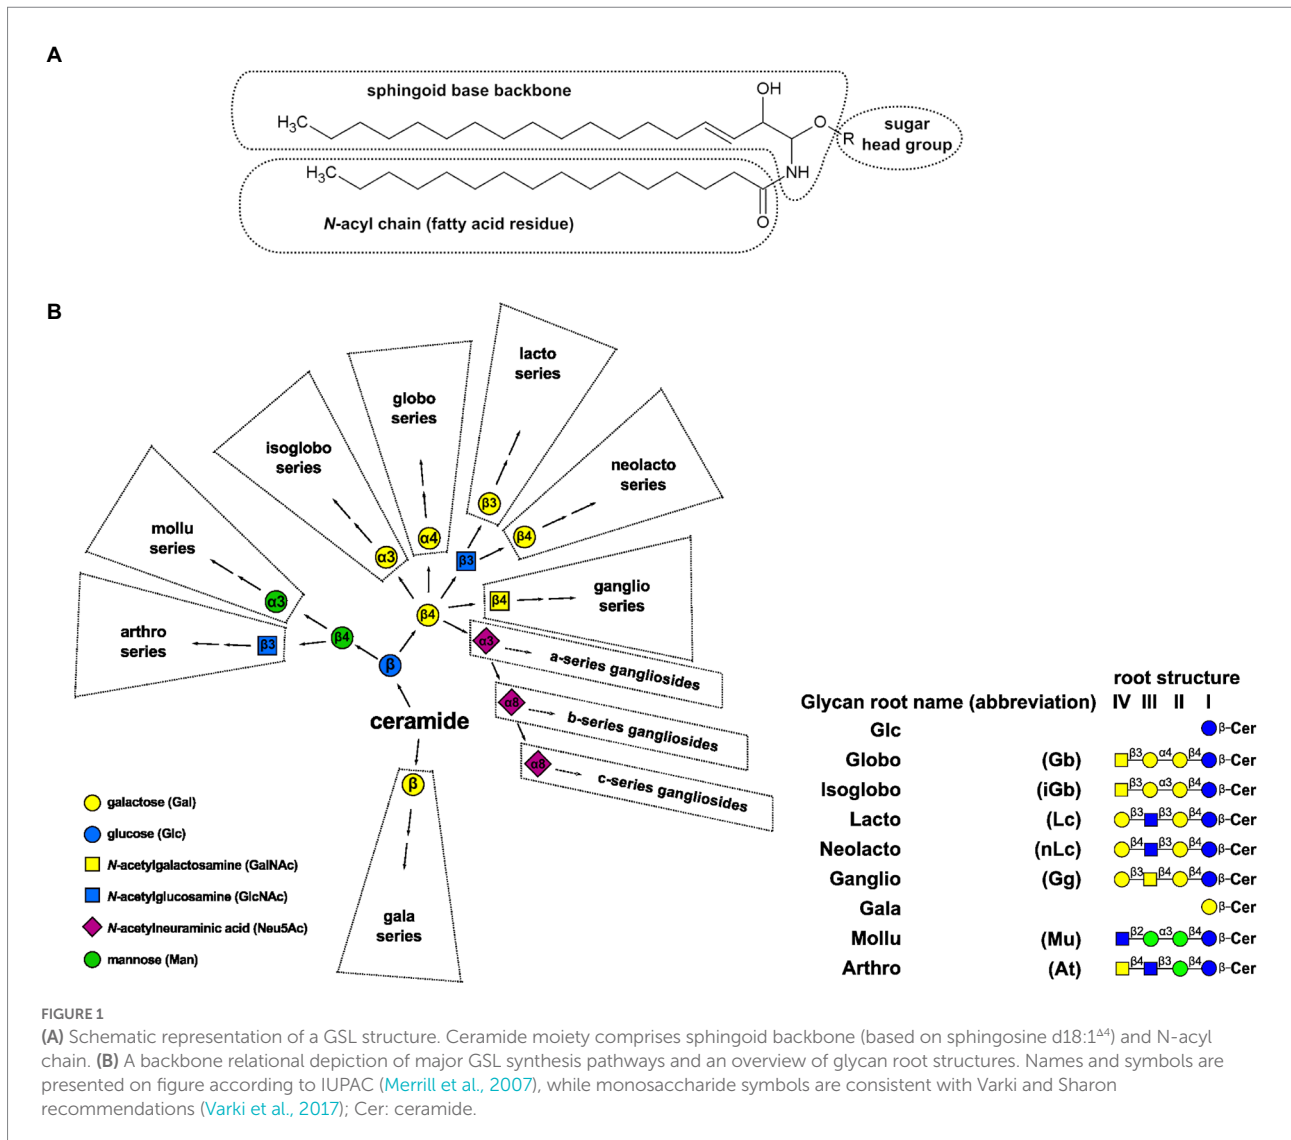 A
sphingoid base backbone
OH
H₃C
O
R
sugar
head group
H₃C
NH
O
N-acyl chain (fatty acid residue)
B
lacto
series
globo
series
isoglobo
series
neolacto
series
mollu
series
β3
β4
α4
α3
β3
ganglio
series
β4
α3
β4
arthro
series
β3
β4
α3
a-series gangliosides
β
α8
b-series gangliosides
ceramide
α8
c-series gangliosides
β
gala
series
galactose (Gal)
glucose (Glc)
N-acetylgalactosamine (GalNAc)
N-acetylglucosamine (GlcNAc)
N-acetylneuraminic acid (Neu5Ac)
mannose (Man)
root structure
Glycan root name (abbreviation) IV III II I
Glc β-Cer
Globo (Gb) β3 α4 β4 β-Cer
Isoglobo (iGb) β3 α3 β4 β-Cer
Lacto (Lc) β3 β3 β4 β-Cer
Neolacto (nLc) β4 β3 β4 β-Cer
Ganglio (Gg) β3 β4 β4 β-Cer
Gala β-Cer
Mollu (Mu) β2 α3 β4 β-Cer
Arthro (At) β4 β3 β4 β-Cer
FIGURE 1
(A) Schematic representation of a GSL structure. Ceramide moiety comprises sphingoid backbone (based on sphingosine d18:1^Δ4) and N-acyl
chain. (B) A backbone relational depiction of major GSL synthesis pathways and an overview of glycan root structures. Names and symbols are
presented on figure according to IUPAC (Merrill et al., 2007), while monosaccharide symbols are consistent with Varki and Sharon
recommendations (Varki et al., 2017); Cer: ceramide.